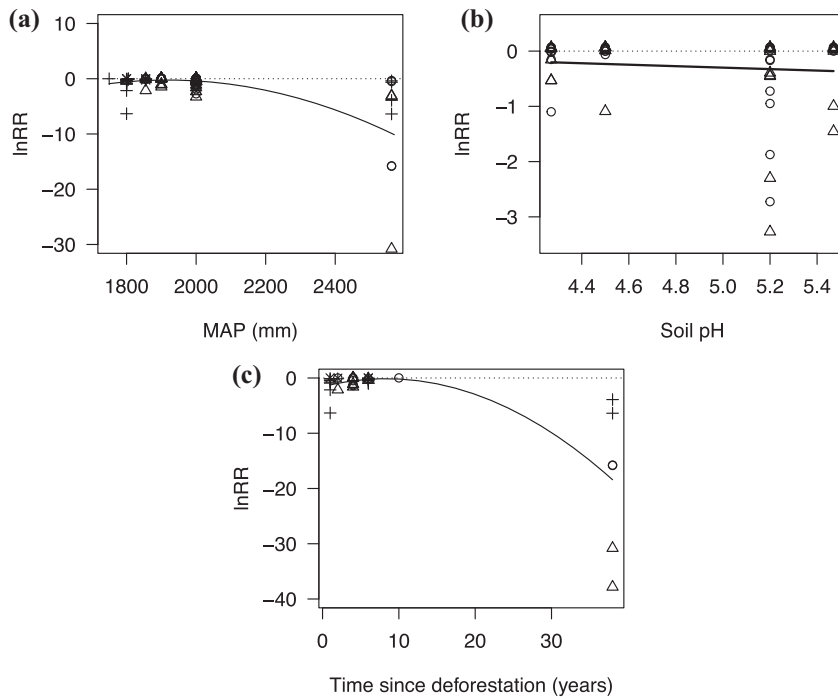 (a)
10
0
−10
−20
−30
lnRR
1800 2000 2200 2400
MAP (mm)
(b)
0
−1
−2
−3
lnRR
4.4 4.6 4.8 5.0 5.2 5.4
Soil pH
(c)
0
−10
−20
−30
−40
lnRR
0 10 20 30
Time since deforestation (years)